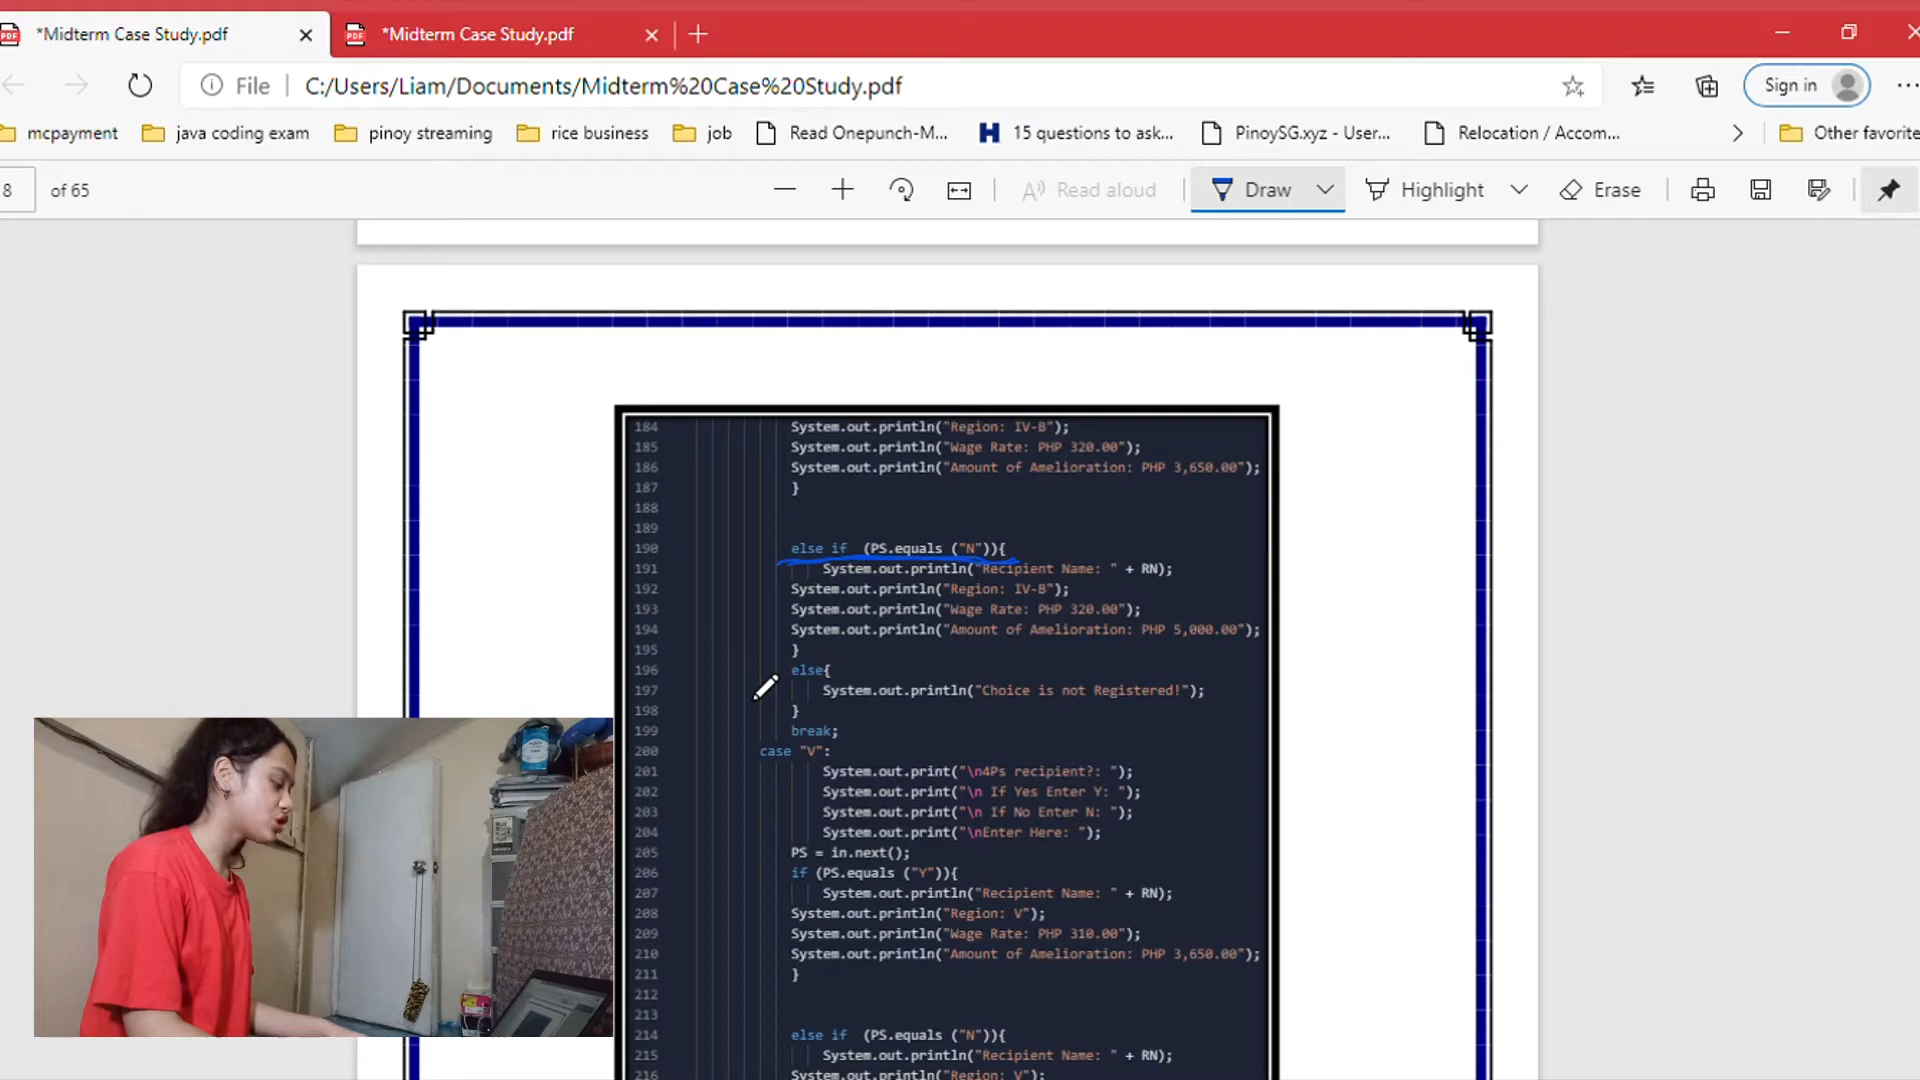 *Midterm Case Study.pdf
*Midterm Case Study.pdf
File
C:/Users/Liam/Documents/Midterm%20Case%20Study.pdf
Sign in
mcpayment
java coding exam
pinoy streaming
rice business
job
Read Onepunch-M...
15 questions to ask...
PinoySG.xyz - User...
Relocation / Accom...
Other favorite
8 of 65
Read aloud
Draw
Highlight
Erase
184 System.out.println("Region: IV-B");
185 System.out.println("Wage Rate: PHP 320.00");
186 System.out.println("Amount of Amelioration: PHP 3,650.00");
187 }
188
189
190 else if (PS.equals ("N")){
191 System.out.println("Recipient Name: " + RN);
192 System.out.println("Region: IV-B");
193 System.out.println("Wage Rate: PHP 320.00");
194 System.out.println("Amount of Amelioration: PHP 5,000.00");
195 }
196 else{
197 System.out.println("Choice is not Registered!");
198 }
199 break;
200 case "V":
201 System.out.print("\n4Ps recipient?: ");
202 System.out.print("\n If Yes Enter Y: ");
203 System.out.print("\n If No Enter N: ");
204 System.out.print("\nEnter Here: ");
205 PS = in.next();
206 if (PS.equals ("Y")){
207 System.out.println("Recipient Name: " + RN);
208 System.out.println("Region: V");
209 System.out.println("Wage Rate: PHP 310.00");
210 System.out.println("Amount of Amelioration: PHP 3,650.00");
211 }
212
213
214 else if (PS.equals ("N")){
215 System.out.println("Recipient Name: " + RN);
216 System.out.println("Region: V");